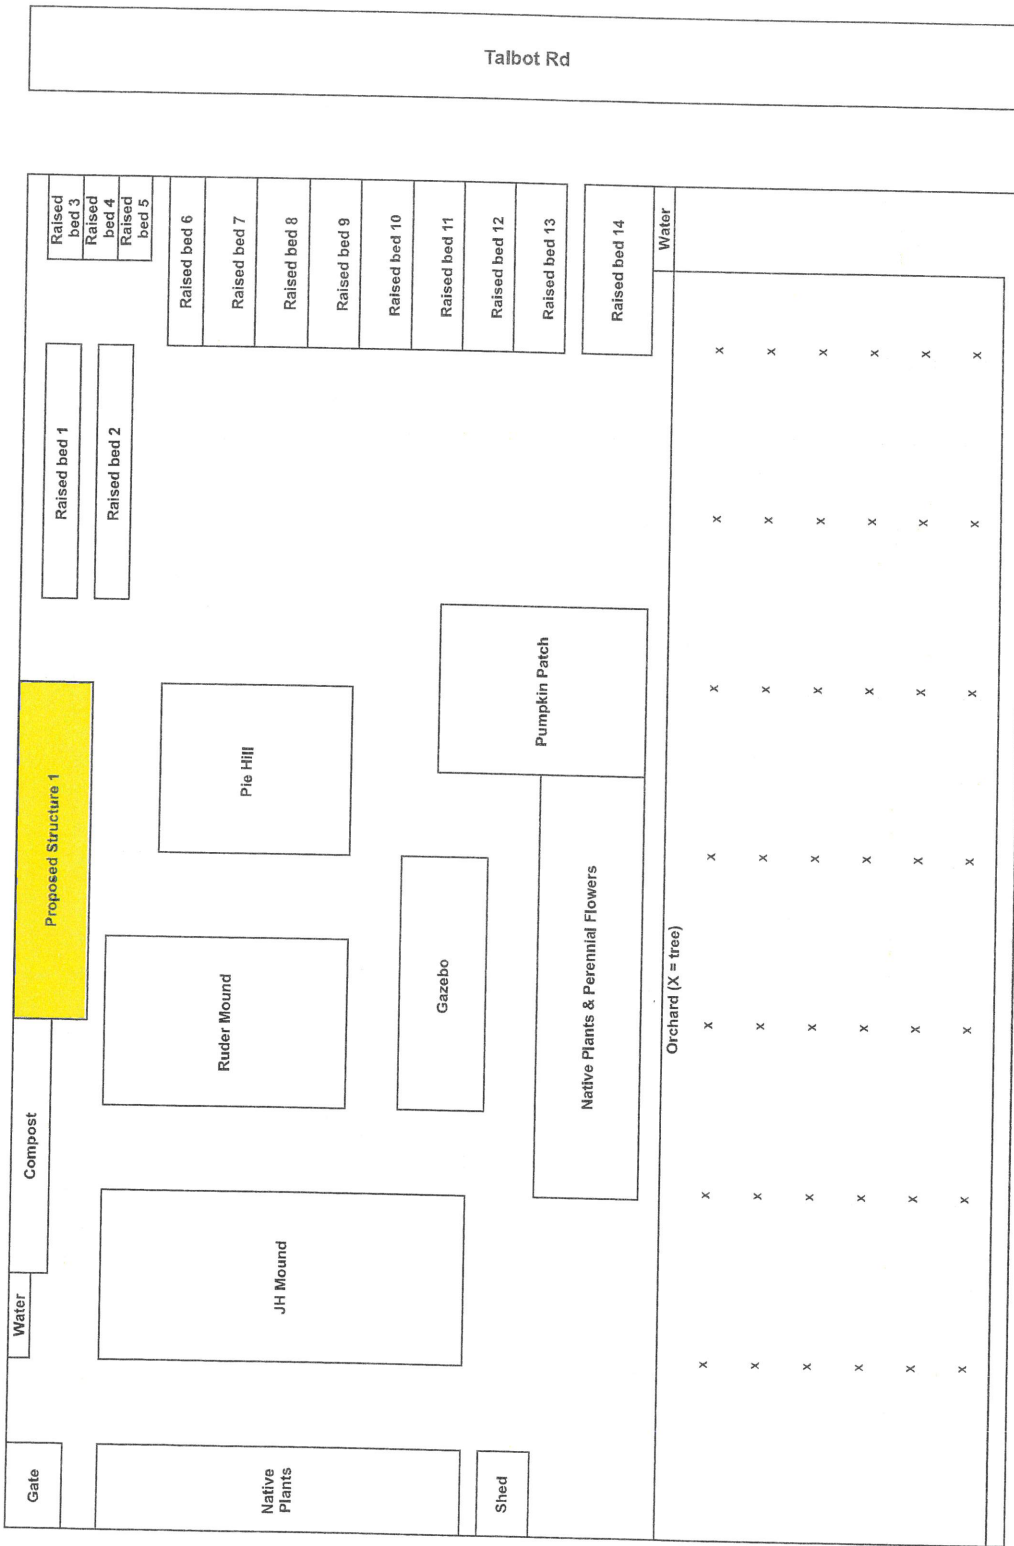 Talbot Rd
Raised
bed 3
Raised
bed 4
Raised
bed 5
Raised bed 6
Raised bed 7
Raised bed 8
Raised bed 9
Raised bed 10
Raised bed 11
Raised bed 12
Raised bed 13
Raised bed 14
Water
Raised bed 1
Raised bed 2
Proposed Structure 1
Pie Hill
Pumpkin Patch
Ruder Mound
Gazebo
Native Plants & Perennial Flowers
Orchard (X = tree)
x x x x x x
x x x x x x
x x x x x x
x x x x x x
x x x x x x
x x x x x x
x x x x x x
Compost
Water
JH Mound
Gate
Native
Plants
Shed